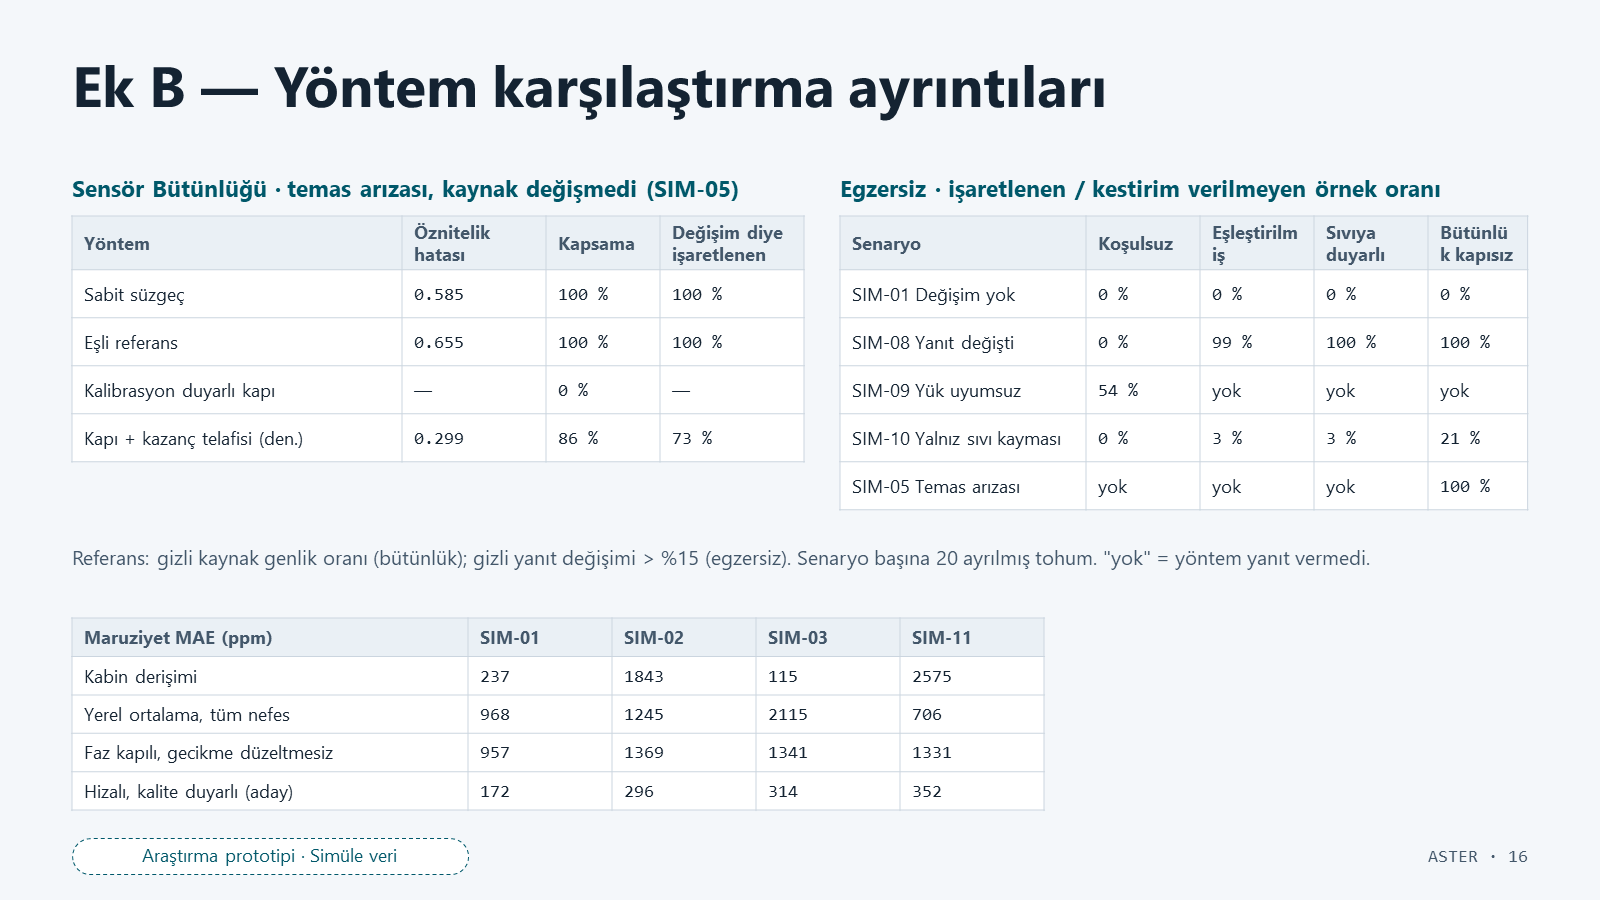 Ek B — Yöntem karşılaştırma ayrıntıları
Sensör Bütünlüğü · temas arızası, kaynak değişmedi (SIM-05)
Yöntem | Öznitelik hatası | Kapsama | Değişim diye işaretlenen
Sabit süzgeç | 0.585 | 100 % | 100 %
Eşli referans | 0.655 | 100 % | 100 %
Kalibrasyon duyarlı kapı | — | 0 % | —
Kapı + kazanç telafisi (den.) | 0.299 | 86 % | 73 %
Egzersiz · işaretlenen / kestirim verilmeyen örnek oranı
Senaryo | Koşulsuz | Eşleştirilmiş | Sıvıya duyarlı | Bütünlük kapısız
SIM-01 Değişim yok | 0 % | 0 % | 0 % | 0 %
SIM-08 Yanıt değişti | 0 % | 99 % | 100 % | 100 %
SIM-09 Yük uyumsuz | 54 % | yok | yok | yok
SIM-10 Yalnız sıvı kayması | 0 % | 3 % | 3 % | 21 %
SIM-05 Temas arızası | yok | yok | yok | 100 %
Referans: gizli kaynak genlik oranı (bütünlük); gizli yanıt değişimi > %15 (egzersiz). Senaryo başına 20 ayrılmış tohum. "yok" = yöntem yanıt vermedi.
Maruziyet MAE (ppm) | SIM-01 | SIM-02 | SIM-03 | SIM-11
Kabin derişimi | 237 | 1843 | 115 | 2575
Yerel ortalama, tüm nefes | 968 | 1245 | 2115 | 706
Faz kapılı, gecikme düzeltmesiz | 957 | 1369 | 1341 | 1331
Hizalı, kalite duyarlı (aday) | 172 | 296 | 314 | 352
Araştırma prototipi · Simüle veri
ASTER · 16